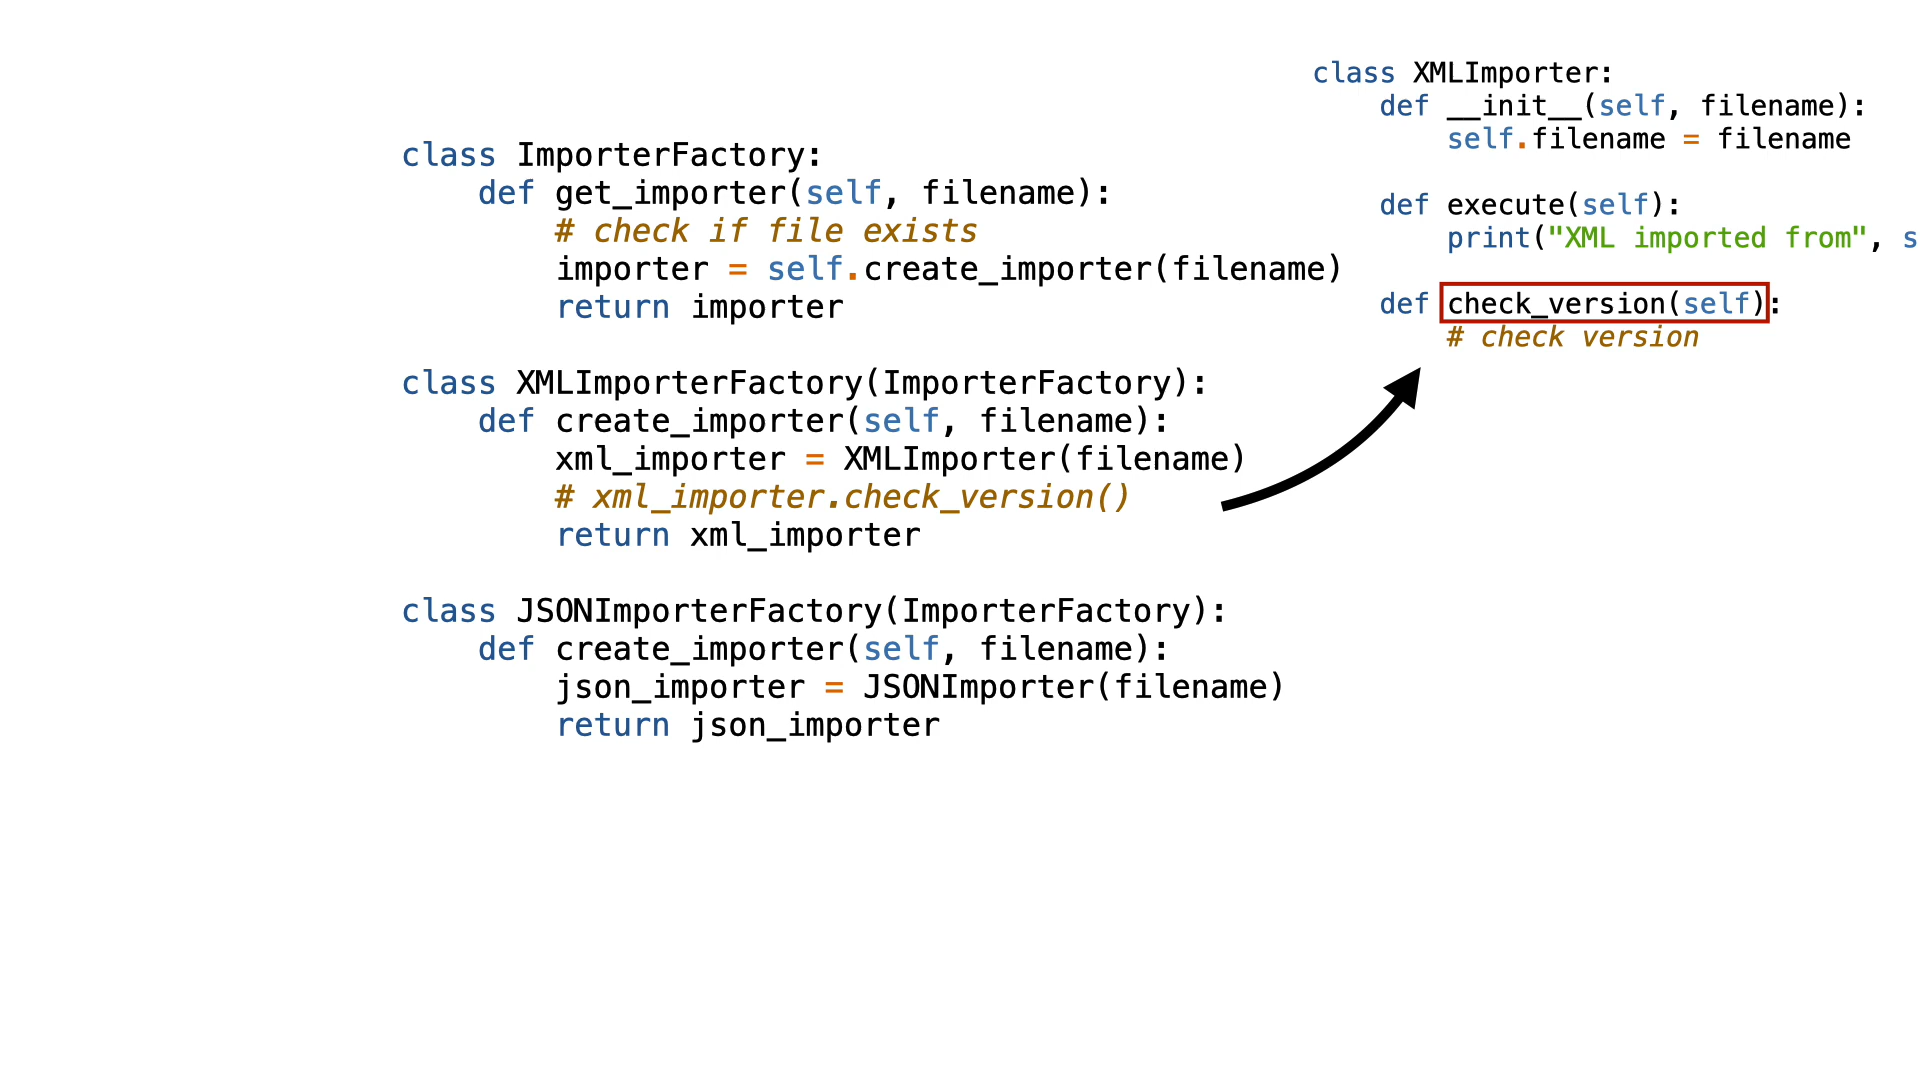 class ImporterFactory:
    def get_importer(self, filename):
        # check if file exists
        importer = self.create_importer(filename)
        return importer

class XMLImporterFactory(ImporterFactory):
    def create_importer(self, filename):
        xml_importer = XMLImporter(filename)
        # xml_importer.check_version()
        return xml_importer

class JSONImporterFactory(ImporterFactory):
    def create_importer(self, filename):
        json_importer = JSONImporter(filename)
        return json_importer

class XMLImporter:
    def __init__(self, filename):
        self.filename = filename

    def execute(self):
        print("XML imported from", s

    def check_version(self):
        # check version